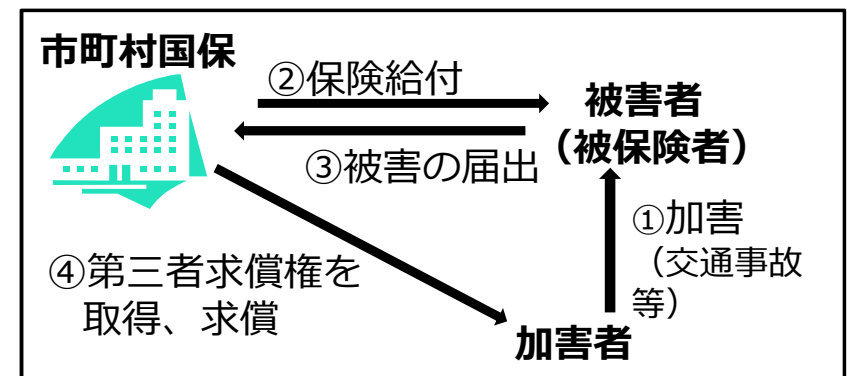 市町村国保
②保険給付
被害者
（被保険者）
③被害の届出
①加害
（交通事故
等）
④第三者求償権を
取得、求償
加害者